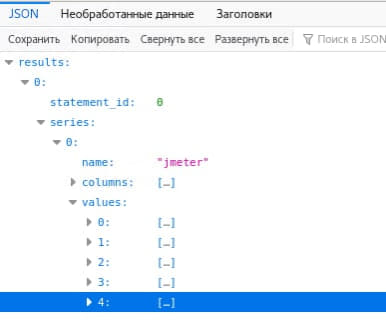 JSON Необработанные данные Заголовки
Сохранить Копировать Свернуть все Развернуть все Поиск в JSON
results:
0:
statement_id: 0
series:
0:
name: "jmeter"
columns: […]
values:
0: […]
1: […]
2: […]
3: […]
4: […]